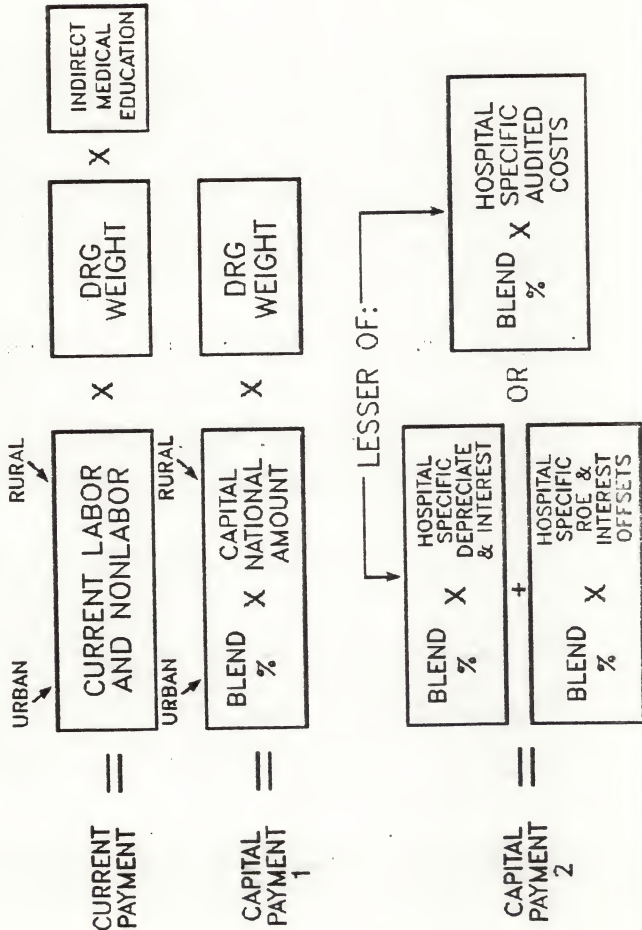 URBAN RURAL
CURRENT
PAYMENT
=
CURRENT LABOR
AND NONLABOR
X
DRG
WEIGHT
X
INDIRECT
MEDICAL
EDUCATION
URBAN RURAL
CAPITAL
PAYMENT
1
=
BLEND
%
X
CAPITAL
NATIONAL
AMOUNT
X
DRG
WEIGHT
LESSER OF:
CAPITAL
PAYMENT
2
=
BLEND
%
X
HOSPITAL
SPECIFIC
DEPRECIATE
& INTEREST
+
BLEND
%
X
HOSPITAL
SPECIFIC
ROE &
INTEREST
OFFSETS
OR
BLEND
%
X
HOSPITAL
SPECIFIC
AUDITED
COSTS